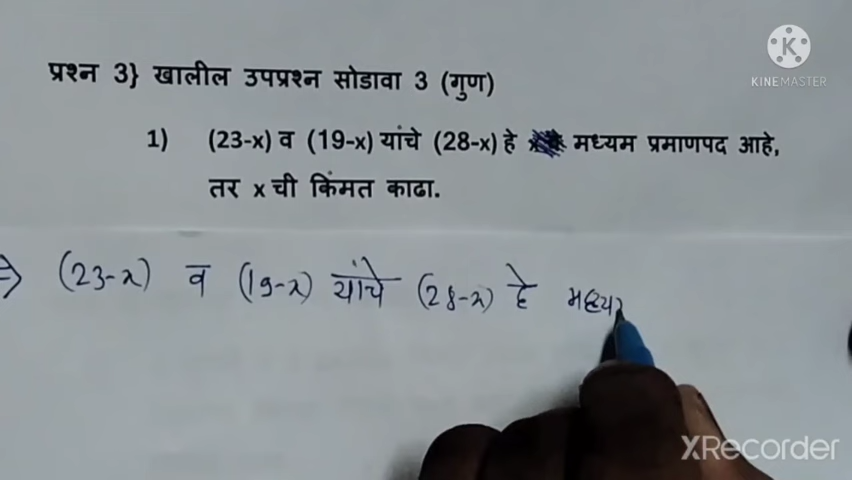 K
KINEMASTER
प्रश्न 3} खालील उपप्रश्न सोडावा 3 (गुण)
1) (23-x) व (19-x) यांचे (28-x) हे मध्यम प्रमाणपद आहे,
तर x ची किंमत काढा.
⇒ (23-x) व (19-x) यांचे (28-x) हे मध्य
XRecorder